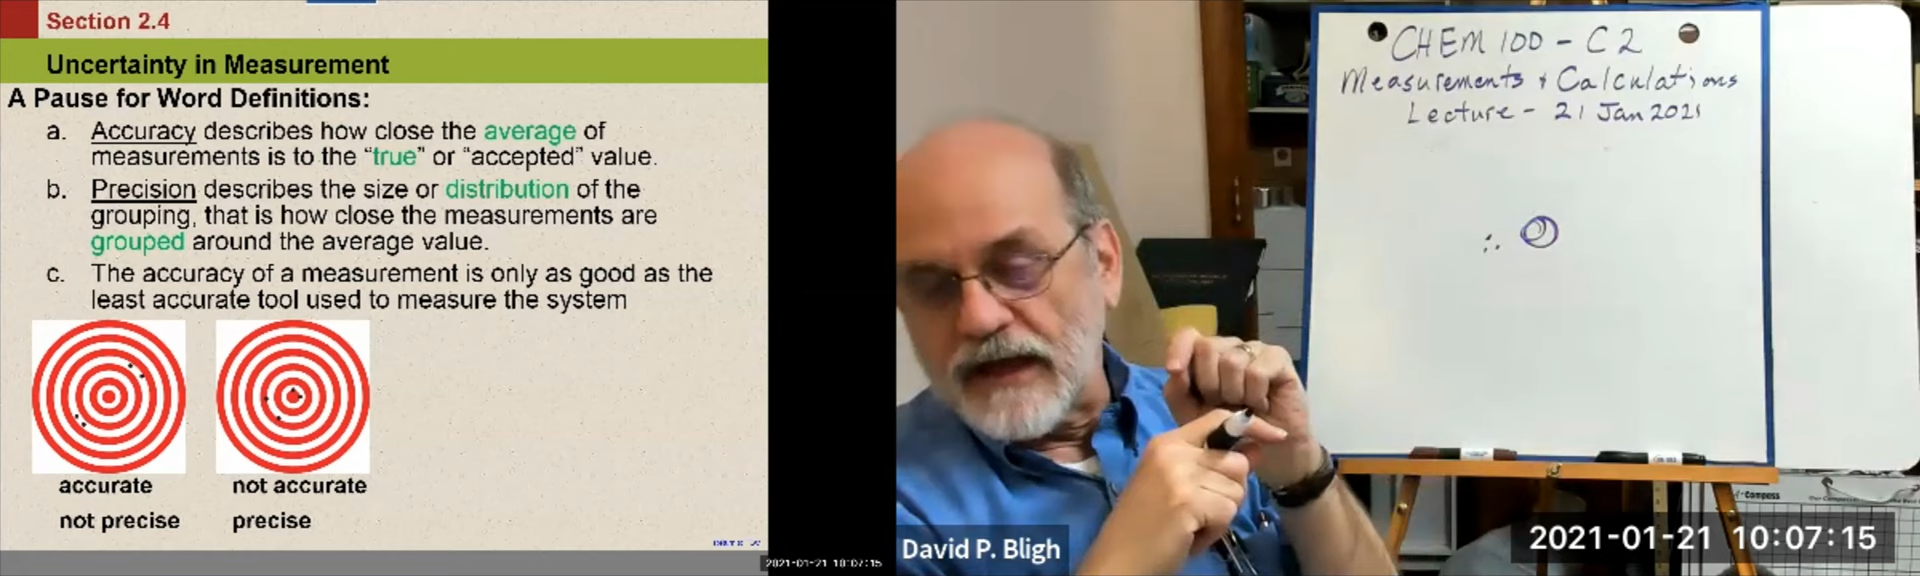 Section 2.4
Uncertainty in Measurement
A Pause for Word Definitions:
a. Accuracy describes how close the average of
measurements is to the “true” or “accepted” value.
b. Precision describes the size or distribution of the
grouping, that is how close the measurements are
grouped around the average value.
c. The accuracy of a measurement is only as good as the
least accurate tool used to measure the system
accurate
not precise
not accurate
precise
2021-01-21 10:07:15
CHEM 100 - C2
Measurements + Calculations
Lecture - 21 Jan 2021
Compass
David P. Bligh
2021-01-21 10:07:15